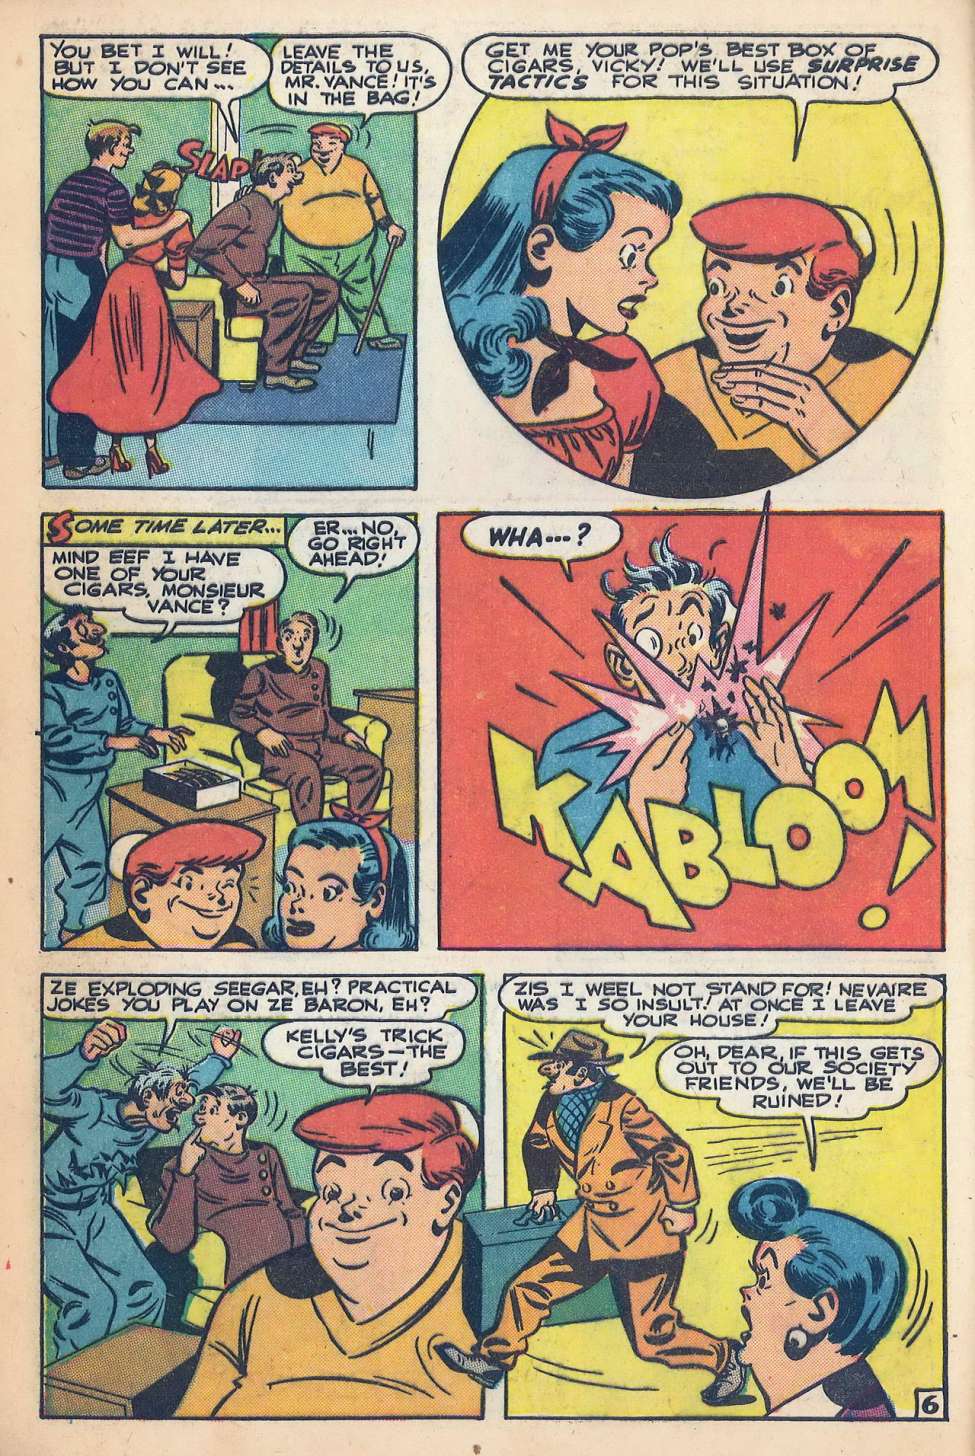 YOU BET I WILL!
BUT I DON'T SEE
HOW YOU CAN...
LEAVE THE
DETAILS TO US,
MR. VANCE! IT'S
IN THE BAG!
SLAP!
GET ME YOUR POP'S BEST BOX OF
CIGARS, VICKY! WE'LL USE SURPRISE
TACTICS FOR THIS SITUATION!
SOME TIME LATER...
MIND EEF I HAVE
ONE OF YOUR
CIGARS, MONSIEUR
VANCE?
ER... NO,
GO RIGHT
AHEAD!
WHA---?
KABLOOM!
ZE EXPLODING SEEGAR, EH? PRACTICAL
JOKES YOU PLAY ON ZE BARON, EH?
KELLY'S TRICK
CIGARS—THE
BEST!
ZIS I WEEL NOT STAND FOR! NEVAIRE
WAS I SO INSULT! AT ONCE I LEAVE
YOUR HOUSE!
OH, DEAR, IF THIS GETS
OUT TO OUR SOCIETY
FRIENDS, WE'LL BE
RUINED!
6